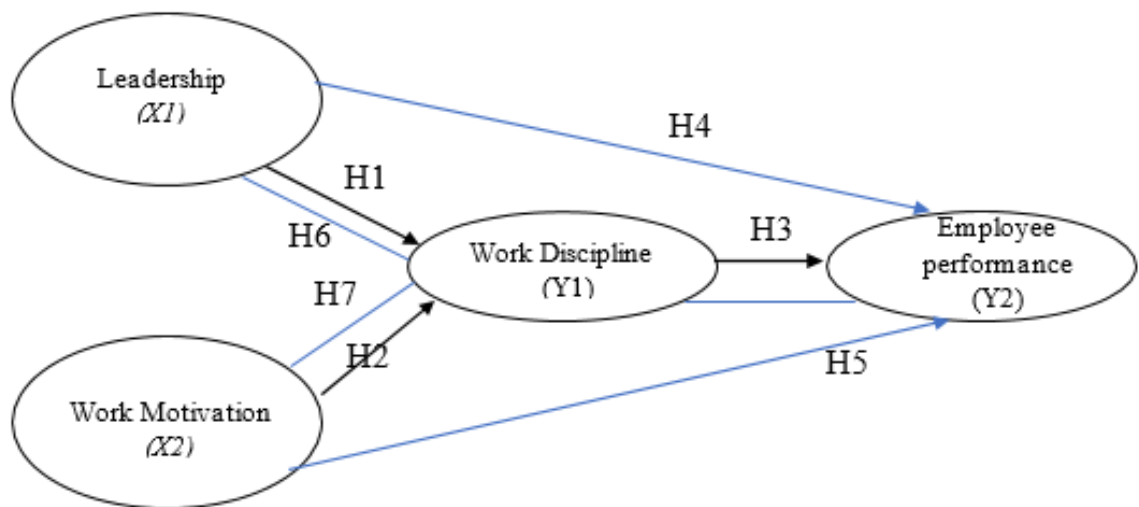 Leadership
(X1)
H4
H1
H6
Work Discipline
(Y1)
H3
Employee
performance
(Y2)
H7
H2
H5
Work Motivation
(X2)